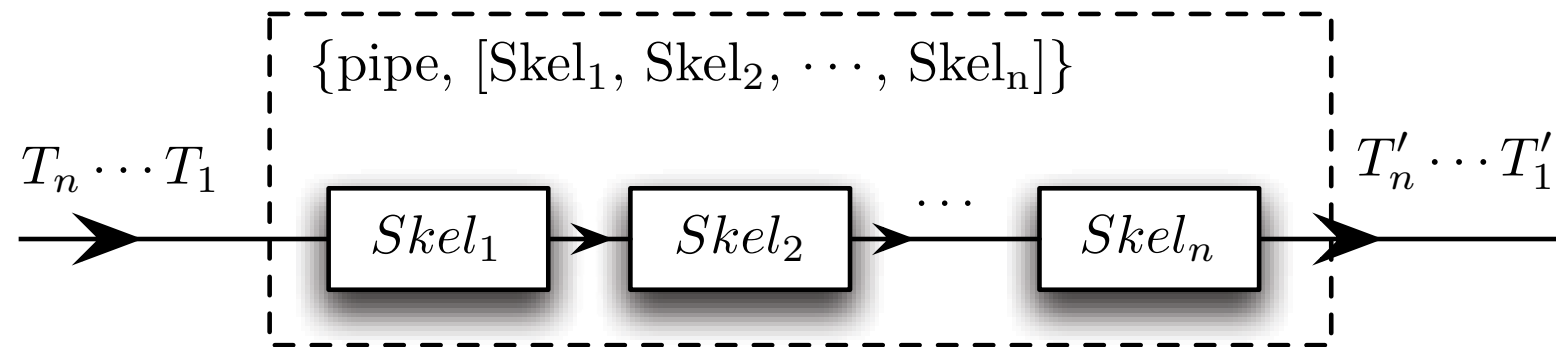 {pipe, [Skel₁, Skel₂, ⋯, Skelₙ]}
Tₙ ⋯ T₁
T′ₙ ⋯ T′₁
⋯
Skel₁
Skel₂
Skelₙ